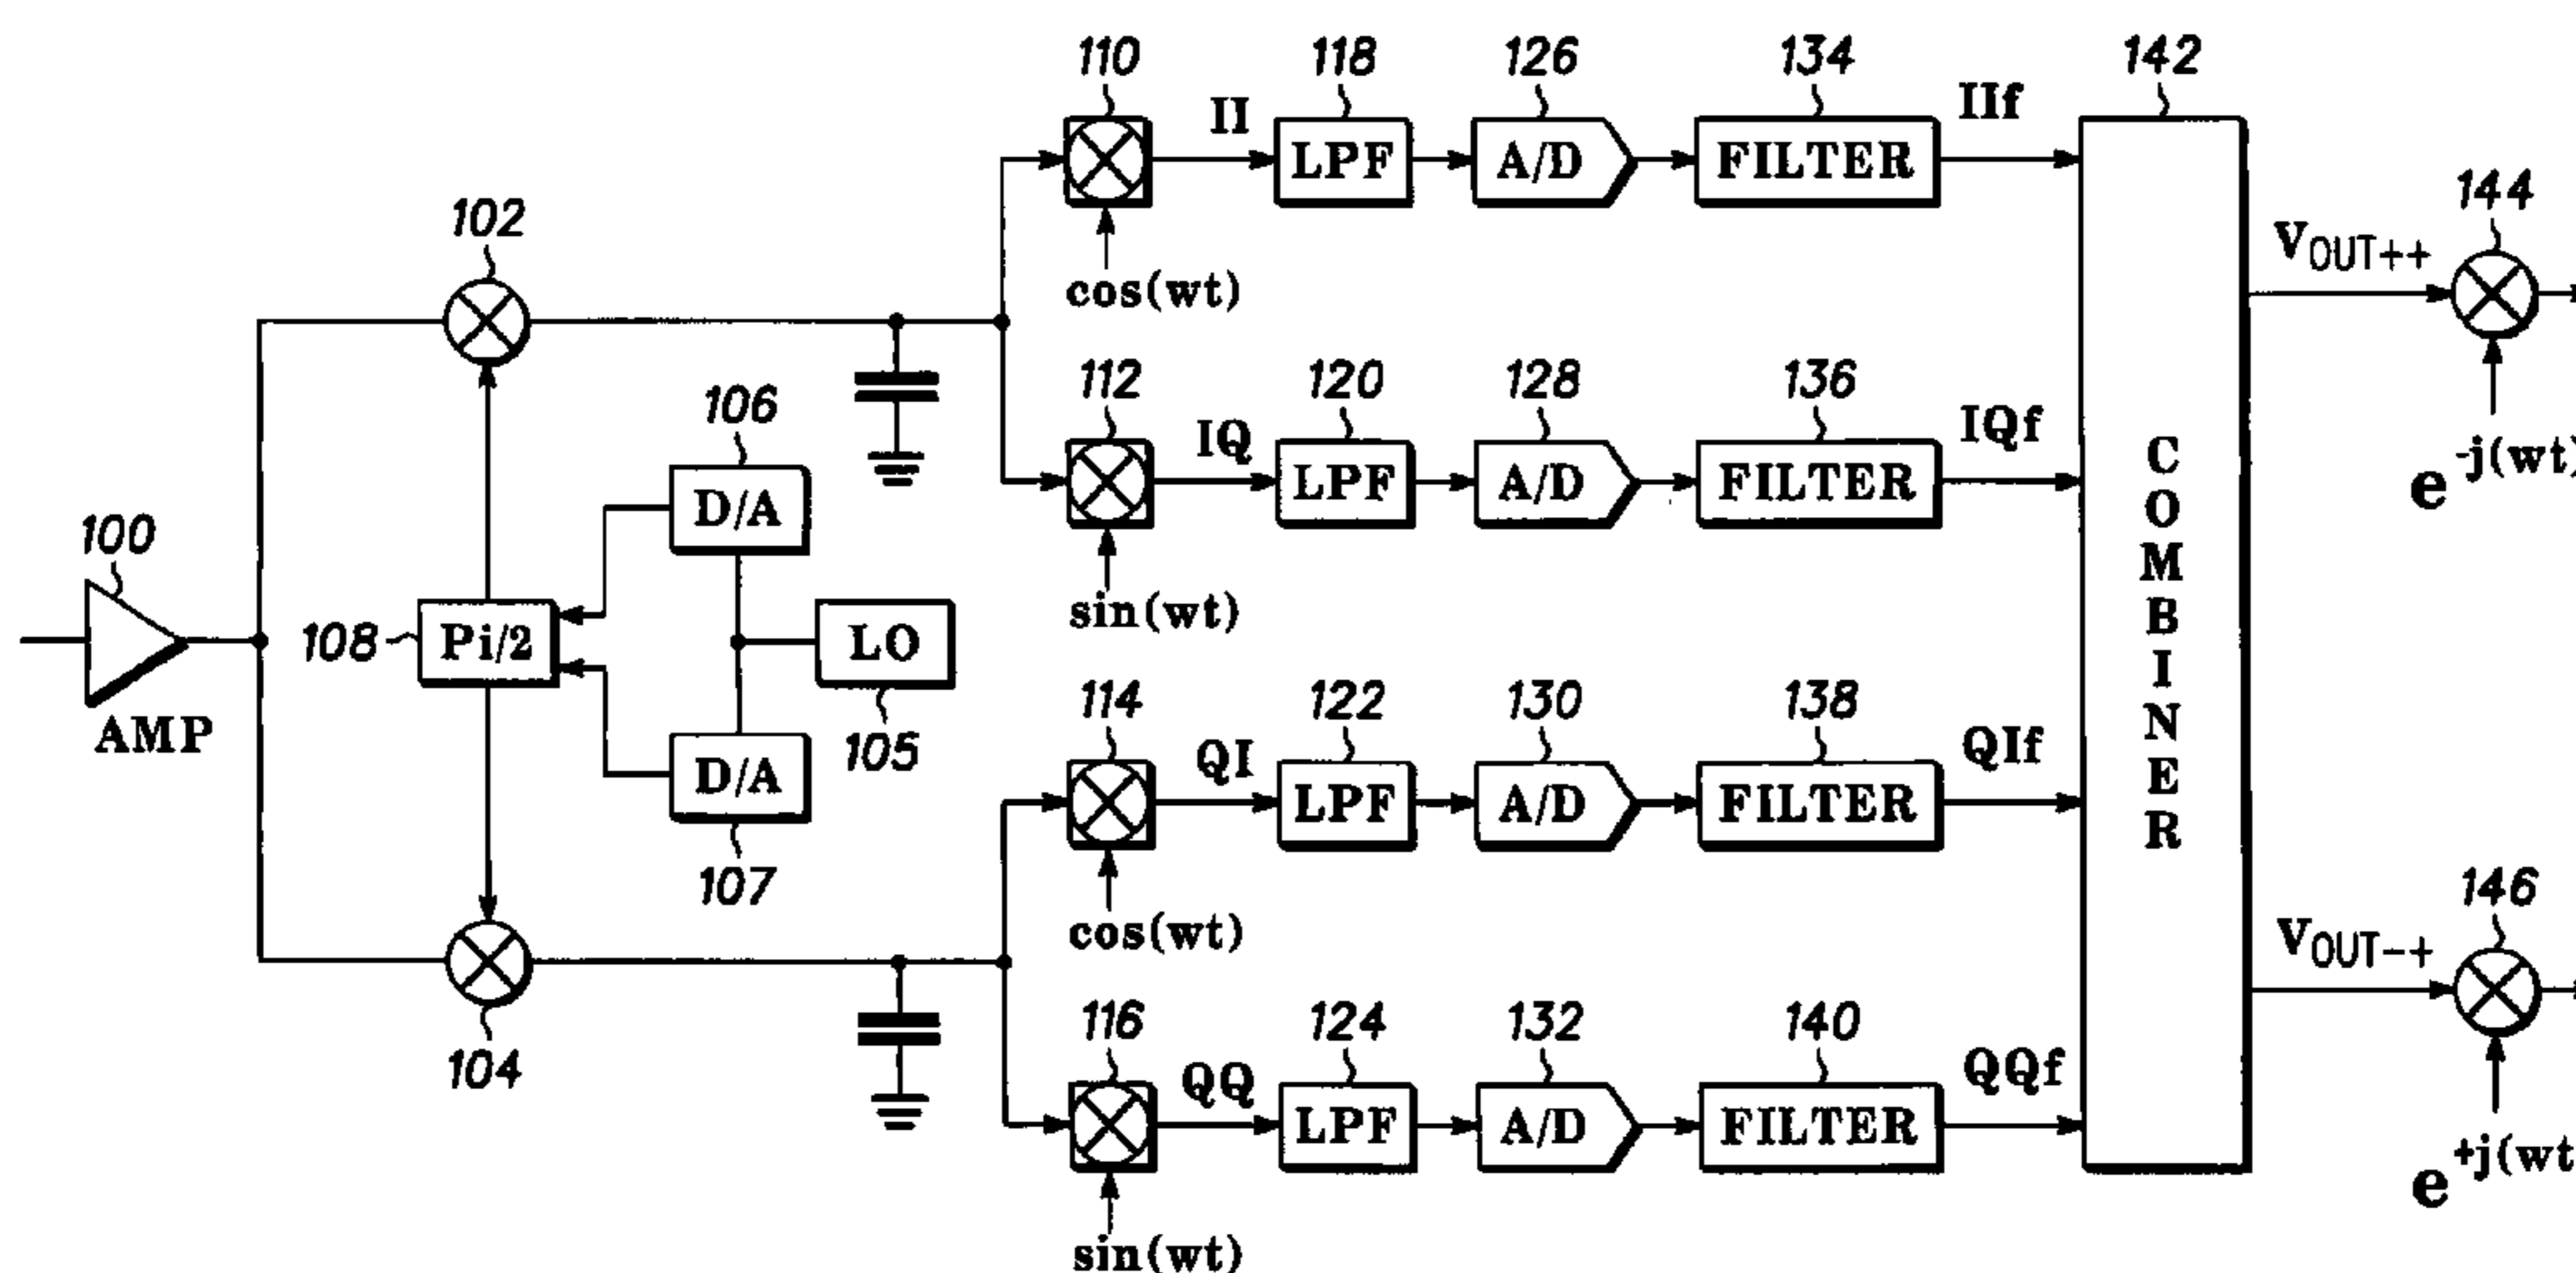 110
118
126
134
142
II
LPF
A/D
FILTER
IIf
cos(wt)
102
144
VOUT++
e-j(wt)
112
120
128
136
IQ
LPF
A/D
FILTER
IQf
sin(wt)
100
AMP
106
D/A
108
Pi/2
LO
105
D/A
107
COMBINER
114
122
130
138
QI
LPF
A/D
FILTER
QIf
cos(wt)
104
146
VOUT-+
e+j(wt
116
124
132
140
QQ
LPF
A/D
FILTER
QQf
sin(wt)